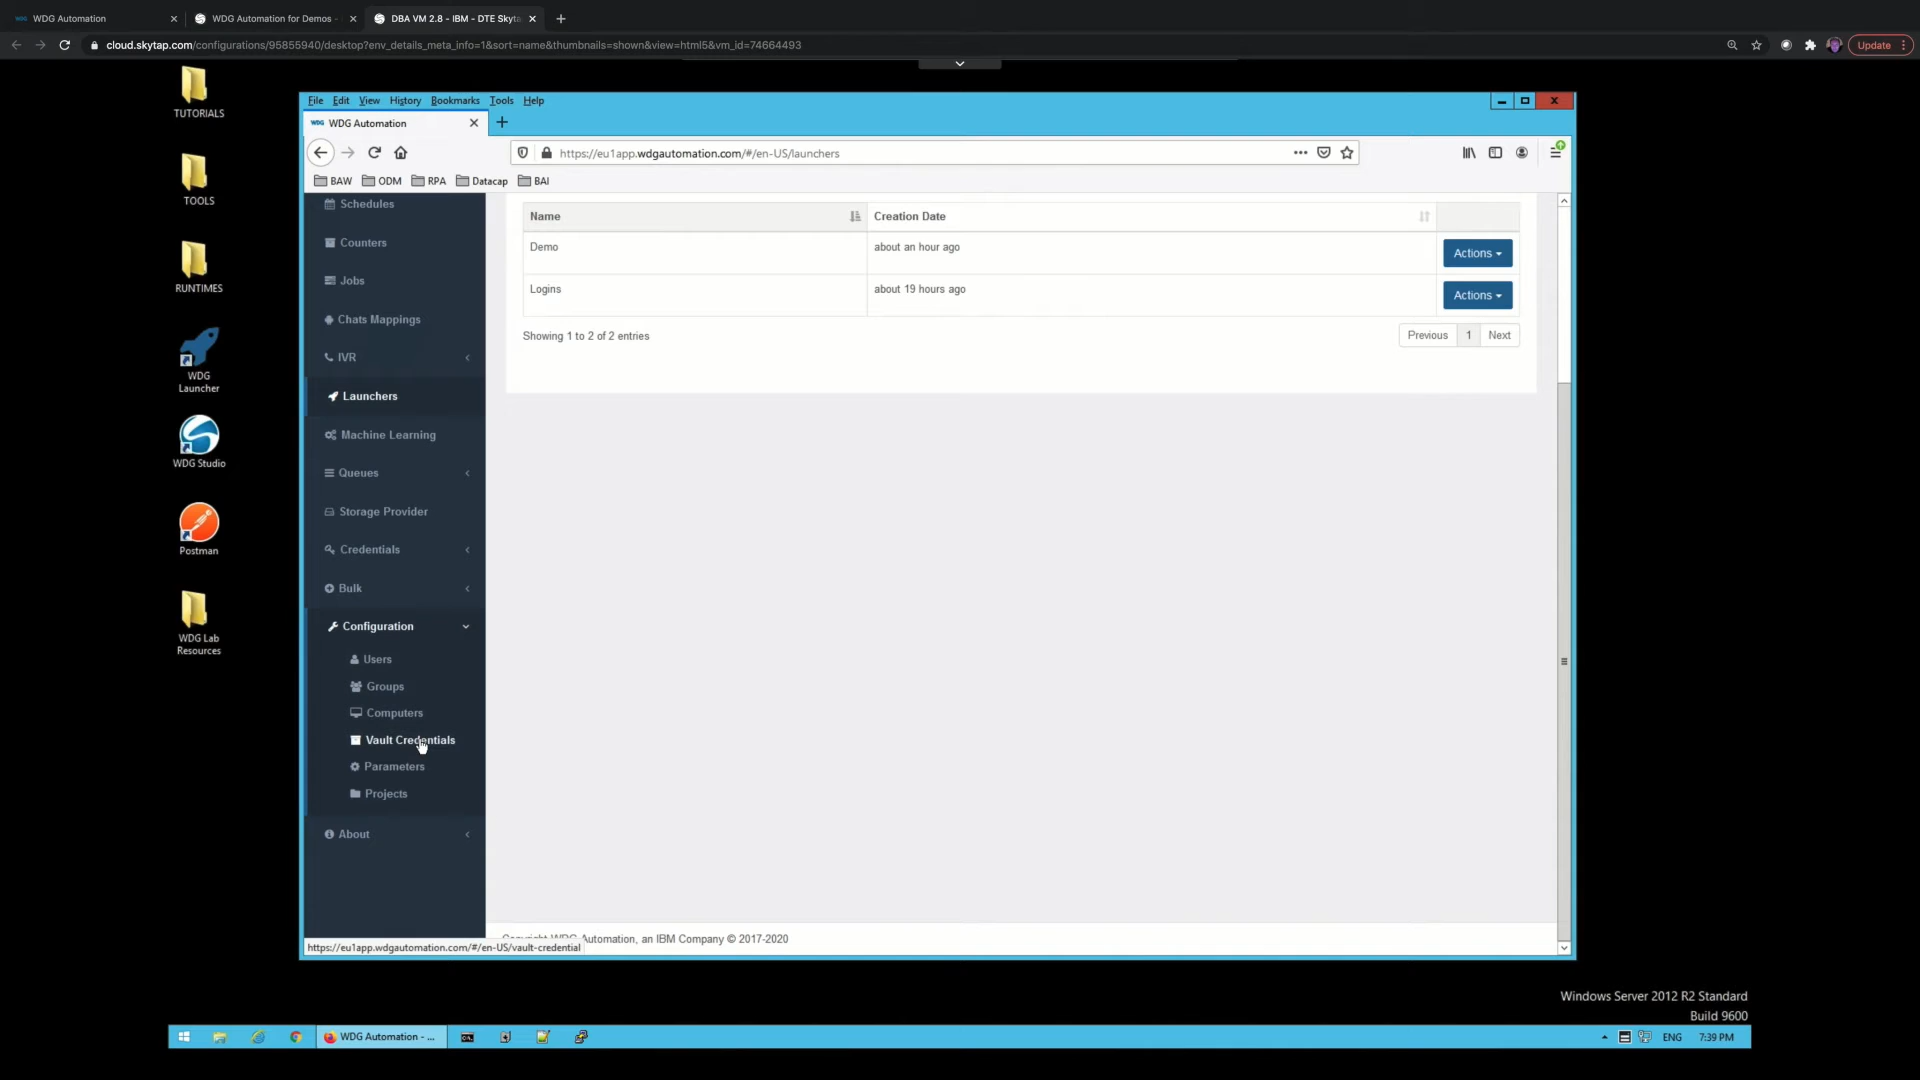 WDG Automation
WDG Automation for Demos -
DBA VM 2.8 - IBM - DTE Skyta
cloud.skytap.com/configurations/95855940/desktop?env_details_meta_info=1&sort=name&thumbnails=shown&view=html5&vm_id=74664493
Update
TUTORIALS
TOOLS
RUNTIMES
WDG
Launcher
WDG Studio
Postman
WDG Lab
Resources
File Edit View History Bookmarks Tools Help
WDG WDG Automation
https://eu1app.wdgautomation.com/#/en-US/launchers
BAW ODM RPA Datacap BAI
Schedules
Counters
Jobs
Chats Mappings
IVR
Launchers
Machine Learning
Queues
Storage Provider
Credentials
Bulk
Configuration
Users
Groups
Computers
Vault Credentials
Parameters
Projects
About
Name Creation Date
Demo about an hour ago Actions
Logins about 19 hours ago Actions
Showing 1 to 2 of 2 entries Previous 1 Next
Copyright WDG Automation, an IBM Company © 2017-2020
https://eu1app.wdgautomation.com/#/en-US/vault-credential
Windows Server 2012 R2 Standard
Build 9600
WDG Automation - ...
ENG 7:39 PM